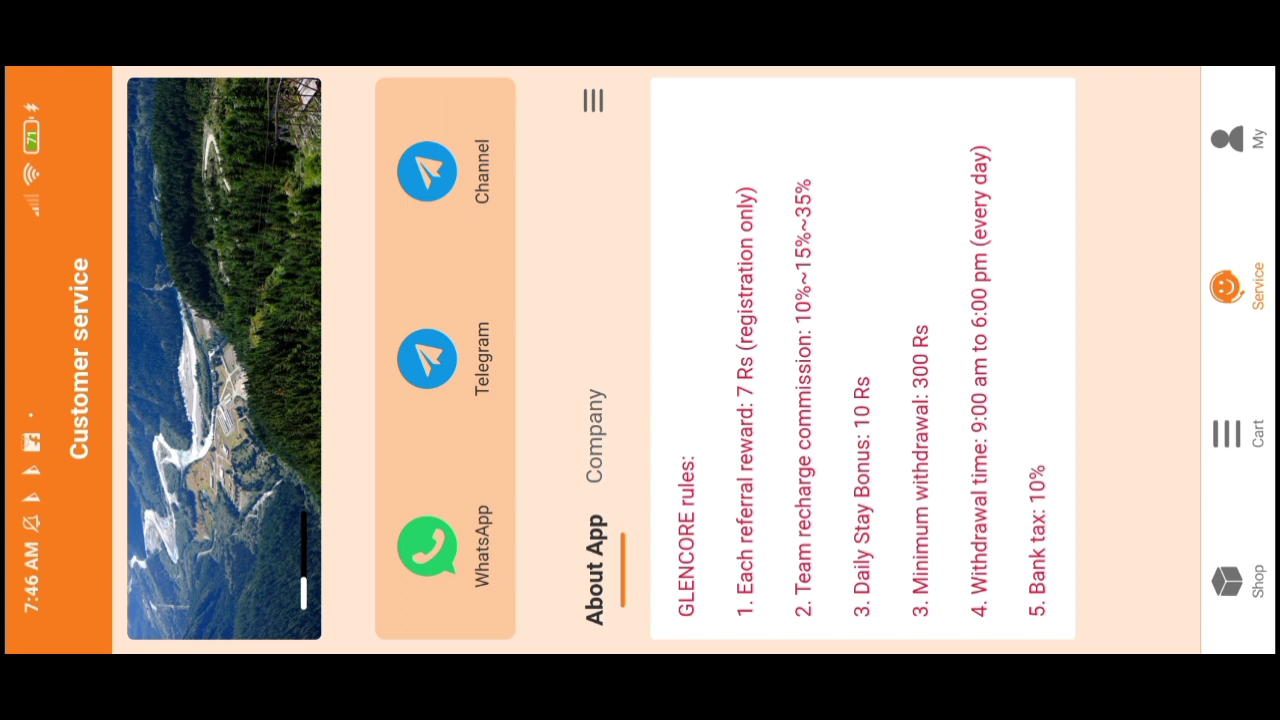 7:46 AM
71
Customer service
WhatsApp
Telegram
Channel
About App
Company
GLENCORE rules:
1. Each referral reward: 7 Rs (registration only)
2. Team recharge commission: 10%~15%~35%
3. Daily Stay Bonus: 10 Rs
3. Minimum withdrawal: 300 Rs
4. Withdrawal time: 9:00 am to 6:00 pm (every day)
5. Bank tax: 10%
Shop
Cart
Service
My